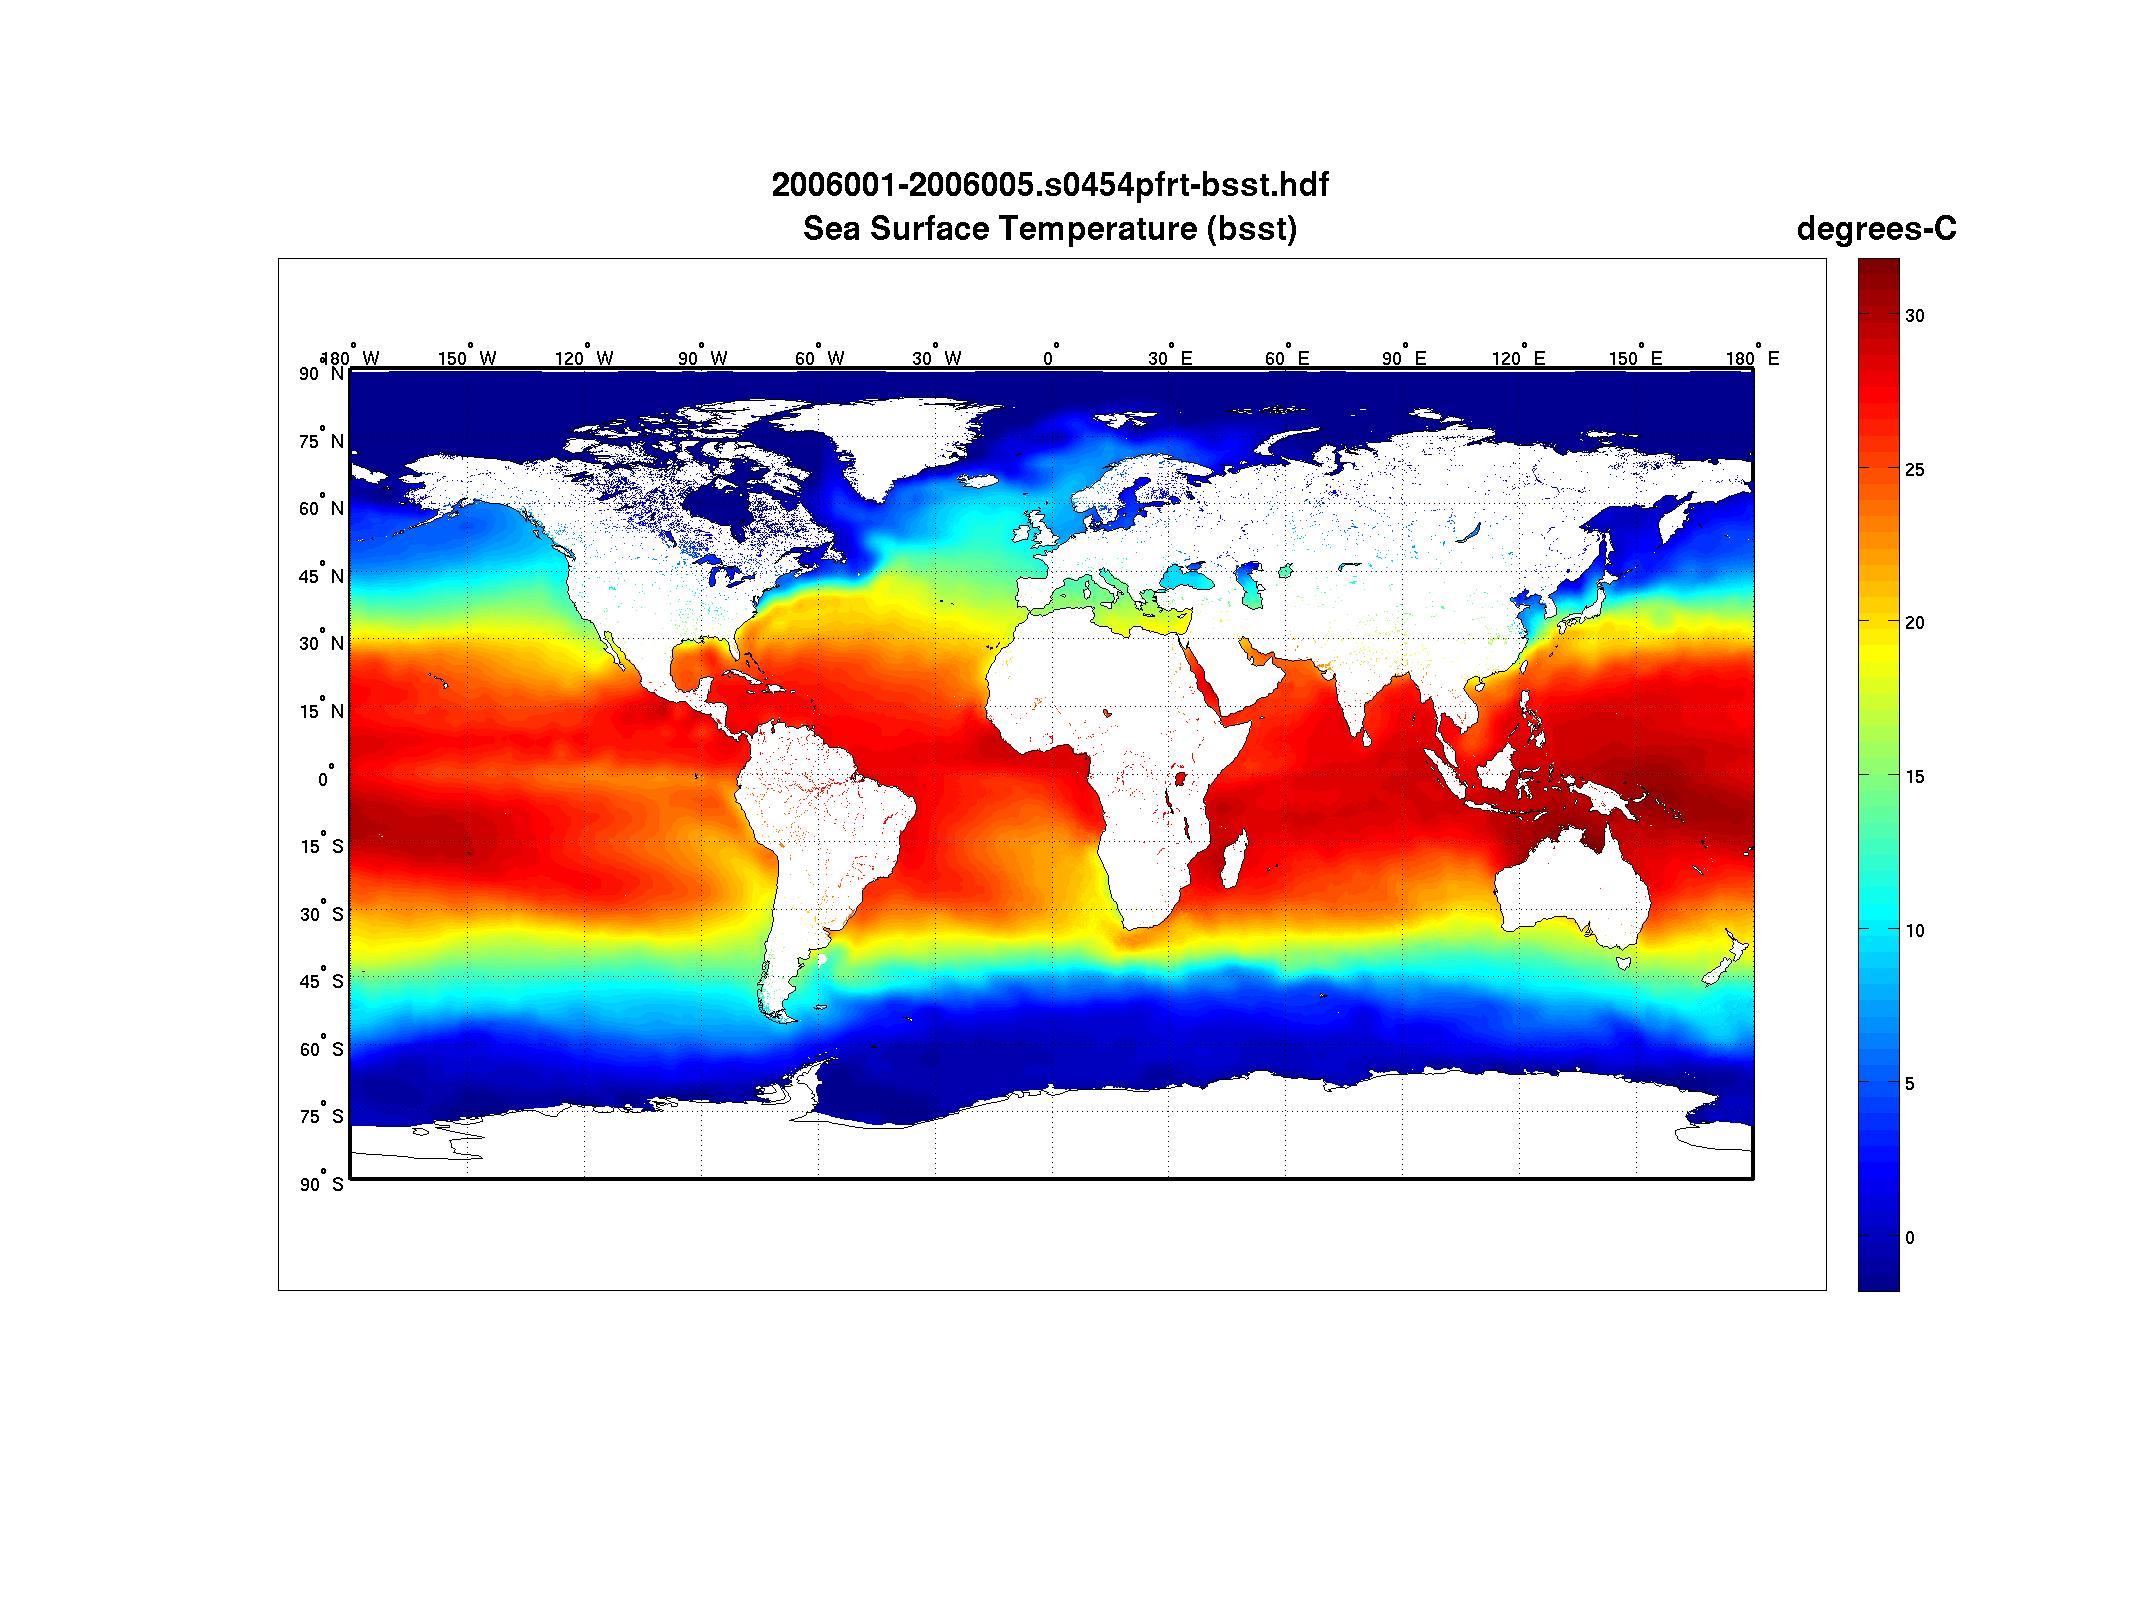 2006001-2006005.s0454pfrt-bsst.hdf
Sea Surface Temperature (bsst)
degrees-C
180° W 150° W 120° W 90° W 60° W 30° W 0° 30° E 60° E 90° E 120° E 150° E 180° E
90° N
75° N
60° N
45° N
30° N
15° N
0°
15° S
30° S
45° S
60° S
75° S
90° S
30
25
20
15
10
5
0